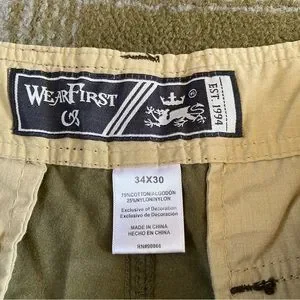 WEARFIRST
EST. 1994
34X30
75%COTTON/ALGODÓN
25%NYLON/NYLON
Exclusive of Decoration
Exclusivo de Decoración
MADE IN CHINA
HECHO EN CHINA